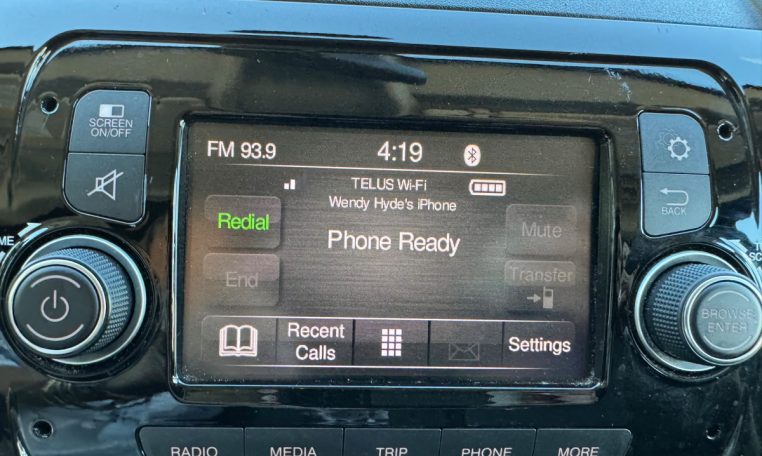 SCREEN
ON/OFF
FM 93.9
4:19
TELUS Wi-Fi
Wendy Hyde's iPhone
Redial
Phone Ready
Mute
End
Transfer
Recent
Calls
Settings
BACK
BROWSE
ENTER
RADIO
MEDIA
TRIP
PHONE
MORE